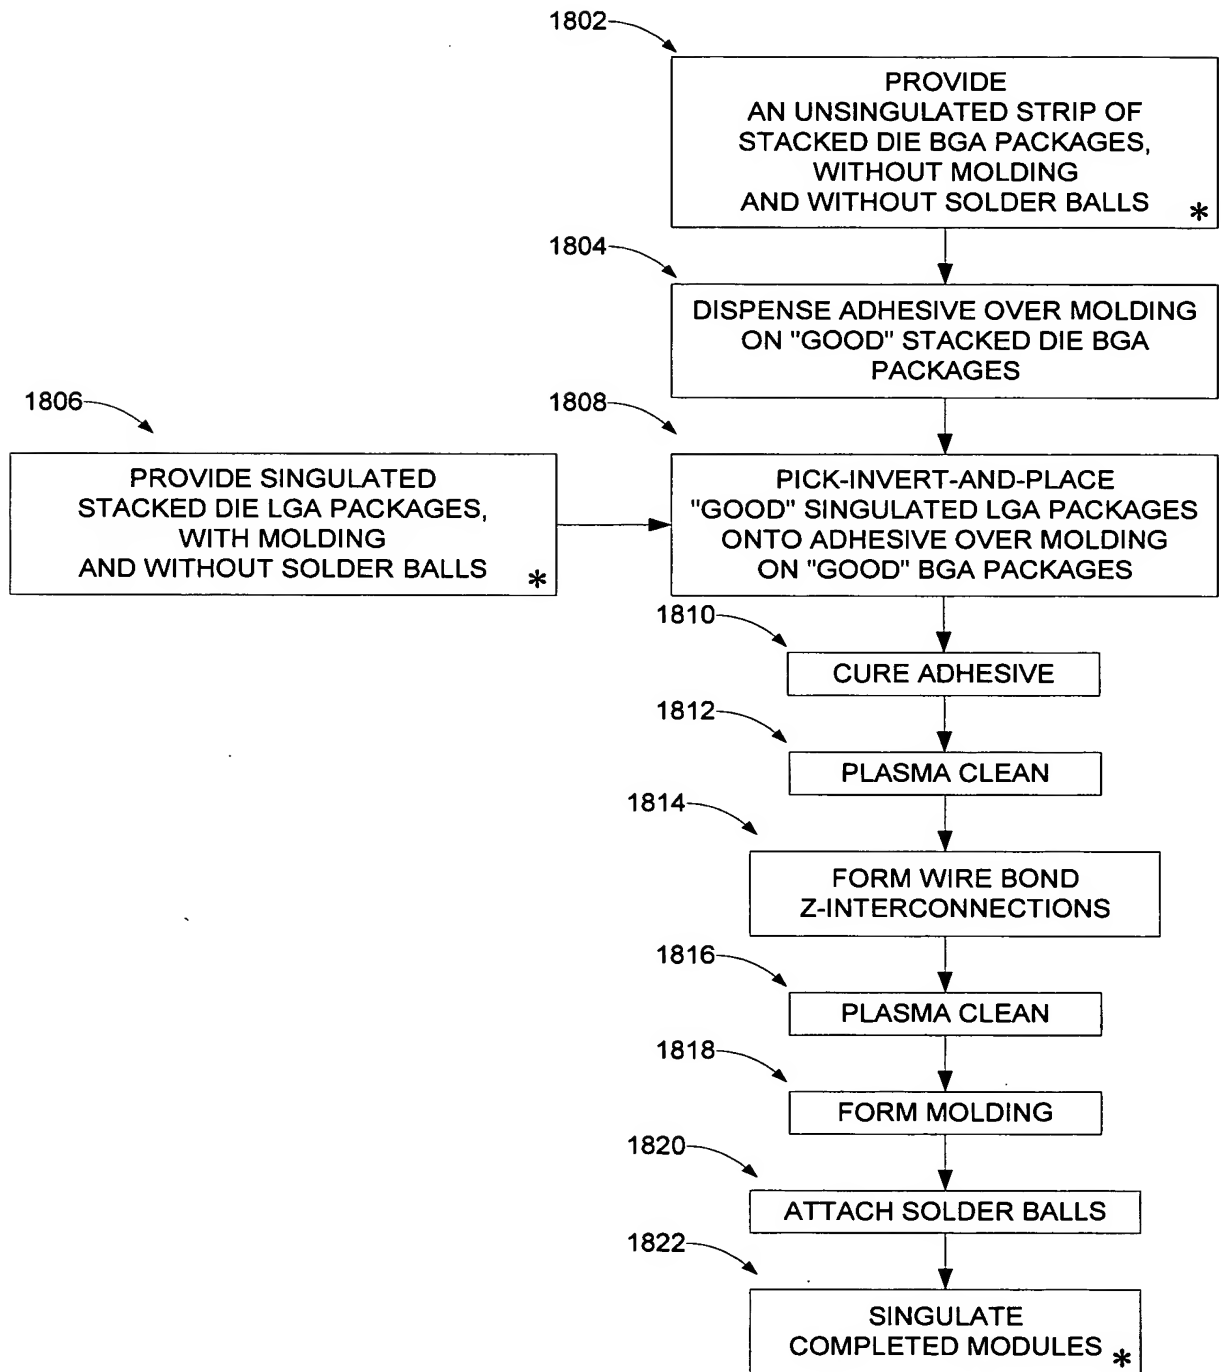 1802
PROVIDE
AN UNSINGULATED STRIP OF
STACKED DIE BGA PACKAGES,
WITHOUT MOLDING
AND WITHOUT SOLDER BALLS *
1804
DISPENSE ADHESIVE OVER MOLDING
ON "GOOD" STACKED DIE BGA
PACKAGES
1806
PROVIDE SINGULATED
STACKED DIE LGA PACKAGES,
WITH MOLDING
AND WITHOUT SOLDER BALLS *
1808
PICK-INVERT-AND-PLACE
"GOOD" SINGULATED LGA PACKAGES
ONTO ADHESIVE OVER MOLDING
ON "GOOD" BGA PACKAGES
1810
CURE ADHESIVE
1812
PLASMA CLEAN
1814
FORM WIRE BOND
Z-INTERCONNECTIONS
1816
PLASMA CLEAN
1818
FORM MOLDING
1820
ATTACH SOLDER BALLS
1822
SINGULATE
COMPLETED MODULES *